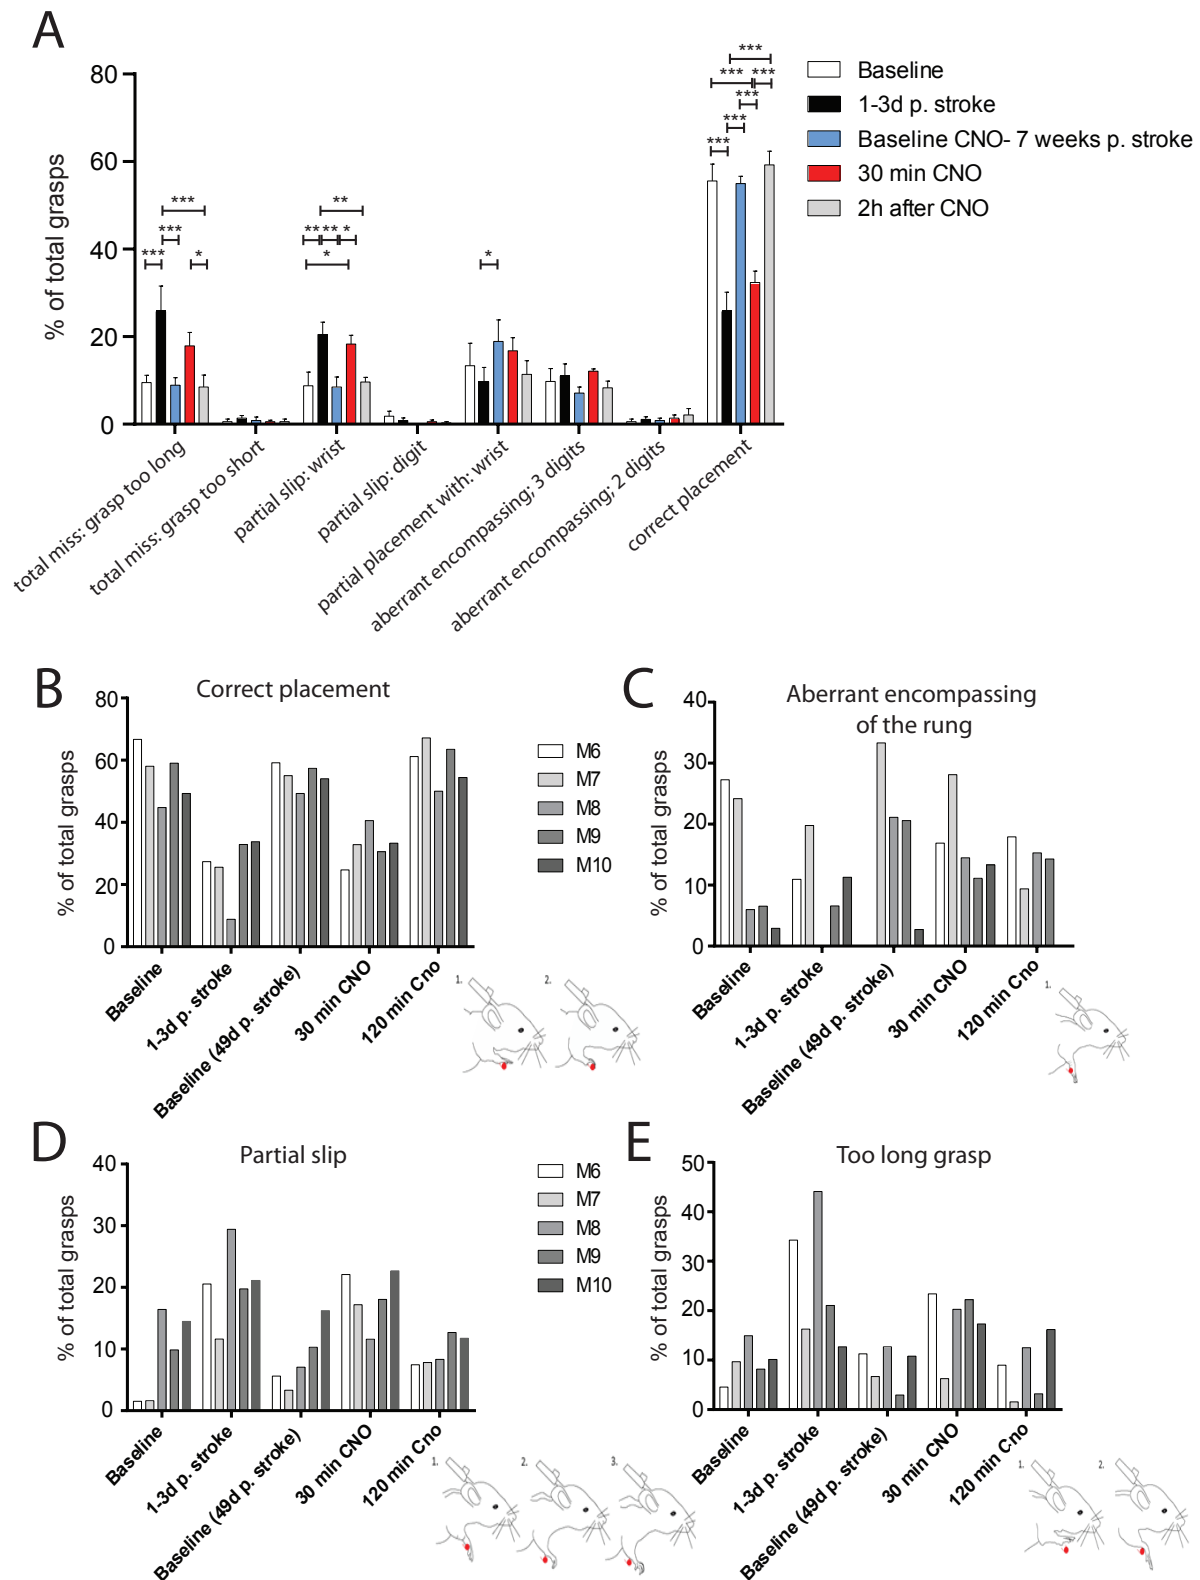 A
80
60
40
20
0
% of total grasps
***
***
***
*
**
**
**
*
*
*
***
***
***
***
***
***
Baseline
1-3d p. stroke
Baseline CNO- 7 weeks p. stroke
30 min CNO
2h after CNO
total miss: grasp too long
total miss: grasp too short
partial slip: wrist
partial slip: digit
partial placement with: wrist
aberrant encompassing; 3 digits
aberrant encompassing; 2 digits
correct placement
B
Correct placement
80
60
40
20
0
% of total grasps
Baseline
1-3d p. stroke
Baseline (49d p. stroke)
30 min CNO
120 min Cno
M6
M7
M8
M9
M10
1.
2.
C
Aberrant encompassing
of the rung
40
30
20
10
0
% of total grasps
Baseline
1-3d p. stroke
Baseline (49d p. stroke)
30 min CNO
120 min Cno
1.
D
Partial slip
40
30
20
10
0
% of total grasps
Baseline
1-3d p. stroke
Baseline (49d p. stroke)
30 min CNO
120 min Cno
M6
M7
M8
M9
M10
1.
2.
3.
E
Too long grasp
50
40
30
20
10
0
% of total grasps
Baseline
1-3d p. stroke
Baseline (49d p. stroke)
30 min CNO
120 min Cno
1.
2.